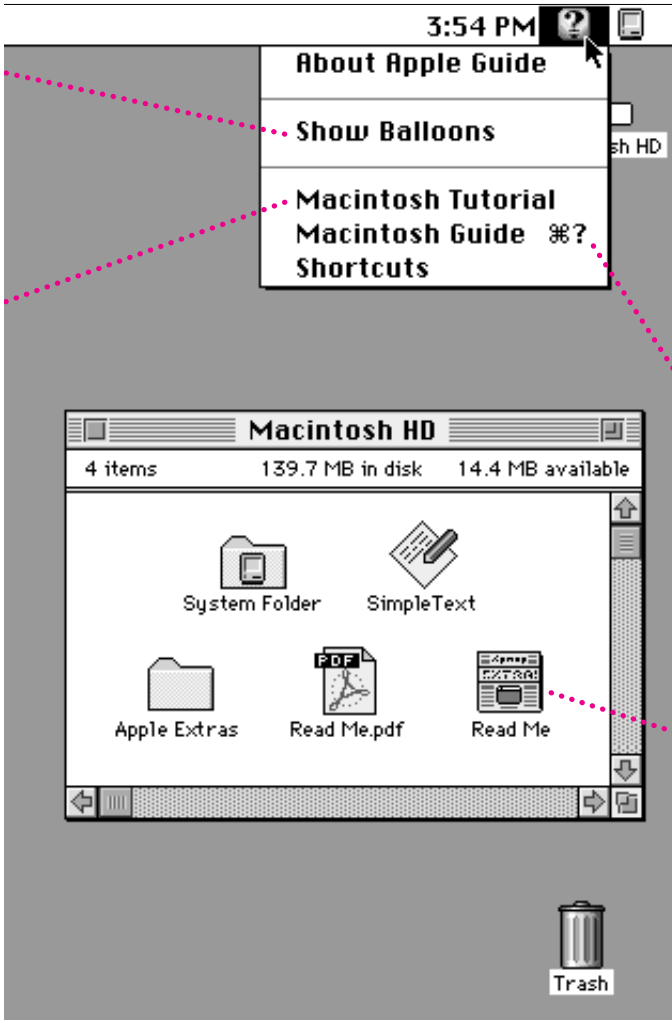 3:54 PM
About Apple Guide
Show Balloons
sh HD
Macintosh Tutorial
Macintosh Guide ⌘?
Shortcuts
Macintosh HD
4 items 139.7 MB in disk 14.4 MB available
System Folder SimpleText
PDF
EXTRA!
Apple Extras Read Me.pdf Read Me
Trash